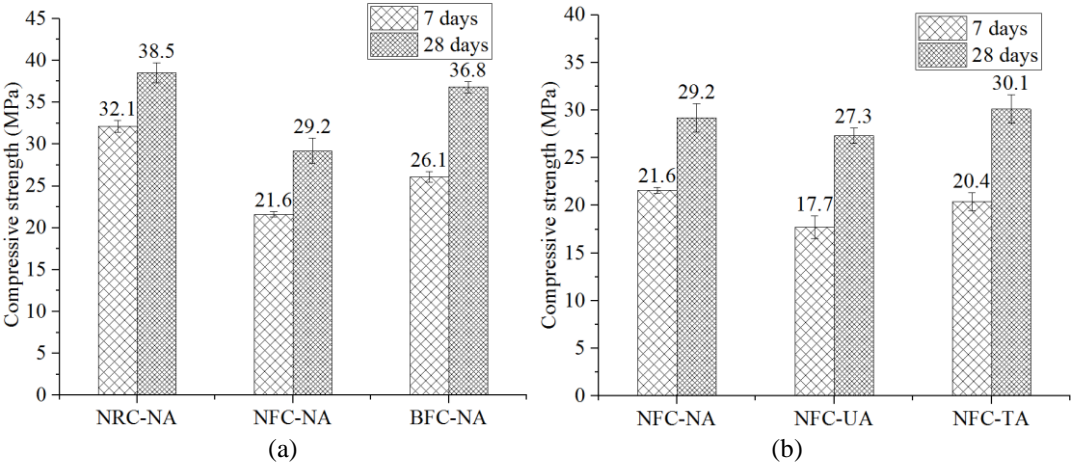 Compressive strength (MPa)
45
40
35
30
25
20
15
10
5
0
7 days
28 days
32.1
38.5
21.6
29.2
26.1
36.8
NRC-NA
NFC-NA
BFC-NA
(a)
Compressive strength (MPa)
40
35
30
25
20
15
10
5
0
7 days
28 days
21.6
29.2
17.7
27.3
20.4
30.1
NFC-NA
NFC-UA
NFC-TA
(b)